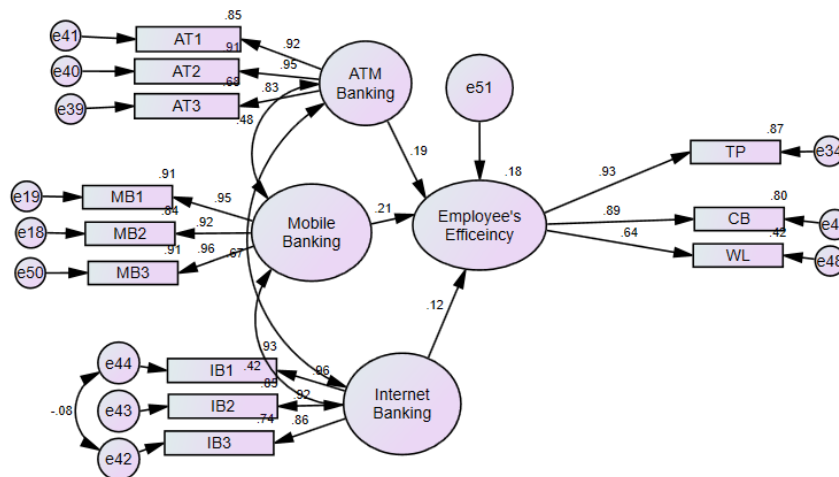 .85
e41
AT1
.92
.91
e40
AT2
.95
ATM
Banking
.68
e39
AT3
.83
.48
e51
.19
.18
.87
TP
e34
.93
.91
e19
MB1
.95
.84
e18
MB2
.92
Mobile
Banking
.21
Employee's
Efficeincy
.89
.80
CB
.42
.64
WL
e48
.91
e50
MB3
.96
.67
.12
.93
e44
IB1
.42
.96
.85
-.08
e43
IB2
.92
Internet
Banking
.74
e42
IB3
.86